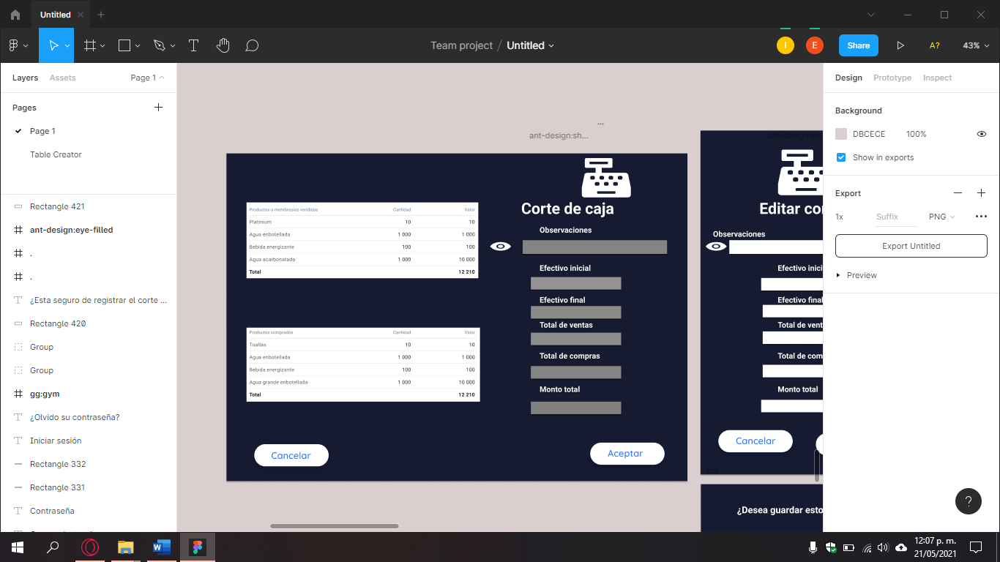 Untitled
Team project / Untitled
I
E
Share
A?
43%
Layers Assets Page 1
Pages
Page 1
Table Creator
Rectangle 421
ant-design:eye-filled
.
.
¿Esta seguro de registrar el corte ...
Rectangle 420
Group
Group
gg:gym
¿Olvido su contraseña?
Iniciar sesión
Rectangle 332
Rectangle 331
Contraseña
...
ant-design:sh...
Corte de caja
Productos o membresias vendidas Cantidad Valor
Platinium 10 10
Agua enbotellada 1 000 1 000
Bebida energizante 100 100
Agua acarbonatada 1 000 10 000
Total 12 210
Productos comprados Cantidad Valor
Toallas 10 10
Agua enbotellada 1 000 1 000
Bebida energizante 100 100
Agua grande enbotellada 1 000 10 000
Total 12 210
Observaciones
Efectivo inicial
Efectivo final
Total de ventas
Total de compras
Monto total
Cancelar
Aceptar
ant-design:sh
Editar co
Observaciones
Efectivo inici
Efectivo final
Total de vent
Total de com
Monto total
Cancelar
ant...
¿Desea guardar esto
Design Prototype Inspect
Background
DBCECE 100%
Show in exports
Export
1x Suffix PNG
Export Untitled
Preview
?
12:07 p. m.
21/05/2021